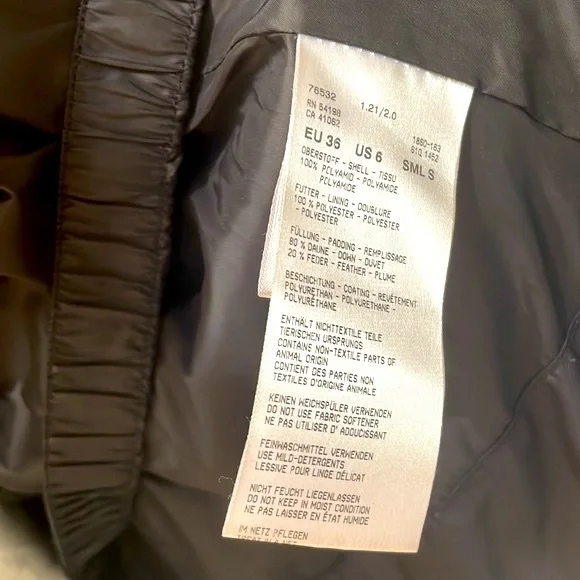 76532 1.21/2.0
RN 54198 1860-163
CA 41062 610 1452
EU 36 US 6 SML S
OBERSTOFF - SHELL - TISSU
100% POLYAMID - POLYAMIDE
POLYAMIDE
FUTTER - LINING - DOUBLURE
100 % POLYESTER - POLYESTER
- POLYESTER
FÜLLUNG - PADDING - REMPLISSAGE
80 % DAUNE - DOWN - DUVET
20 % FEDER - FEATHER - PLUME
BESCHICHTUNG - COATING - REVÊTEMENT
POLYURETHAN - POLYURETHANE -
POLYURÉTHANE
ENTHÄLT NICHTTEXTILE TEILE
TIERISCHEN URSPRUNGS
CONTAINS NON-TEXTILE PARTS OF
ANIMAL ORIGIN
CONTIENT DES PARTIES NON
TEXTILES D'ORIGINE ANIMALE
KEINEN WEICHSPÜLER VERWENDEN
DO NOT USE FABRIC SOFTENER
NE PAS UTILISER D' ADOUCISSANT
FEINWASCHMITTEL VERWENDEN
USE MILD-DETERGENTS
LESSIVE POUR LINGE DÉLICAT
NICHT FEUCHT LIEGENLASSEN
DO NOT KEEP IN MOIST CONDITION
NE PAS LAISSER EN ÉTAT HUMIDE
IM NETZ PFLEGEN